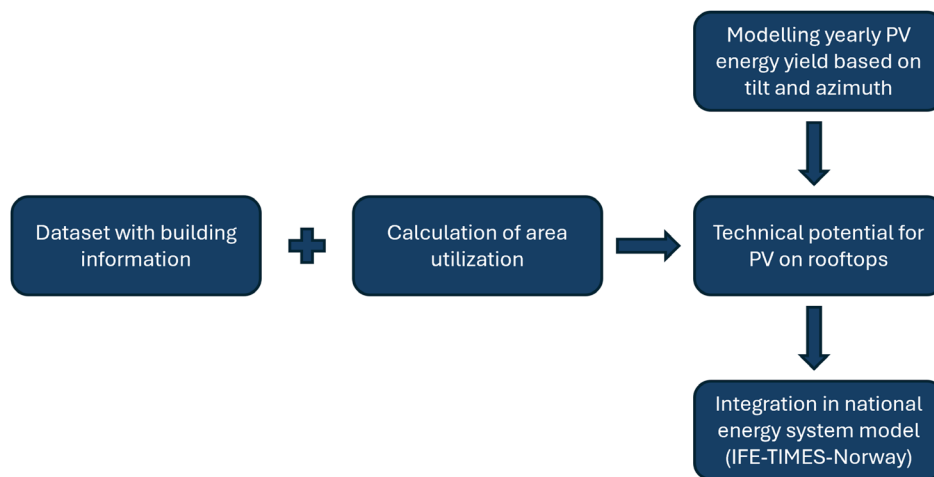 Modelling yearly PV
energy yield based on
tilt and azimuth
Dataset with building
information
Calculation of area
utilization
Technical potential for
PV on rooftops
Integration in national
energy system model
(IFE-TIMES-Norway)